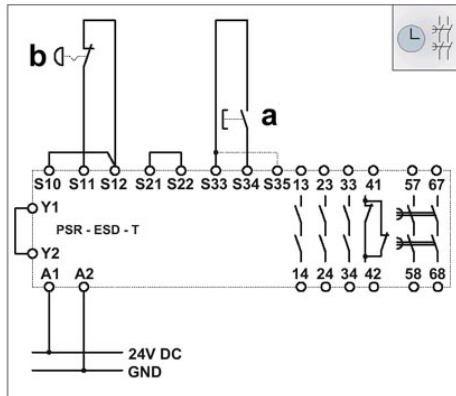 b
a
S10 S11 S12 S21 S22 S33 S34 S35 13 23 33 41 57 67
Y1
PSR - ESD - T
Y2
A1 A2 14 24 34 42 58 68
24V DC
GND